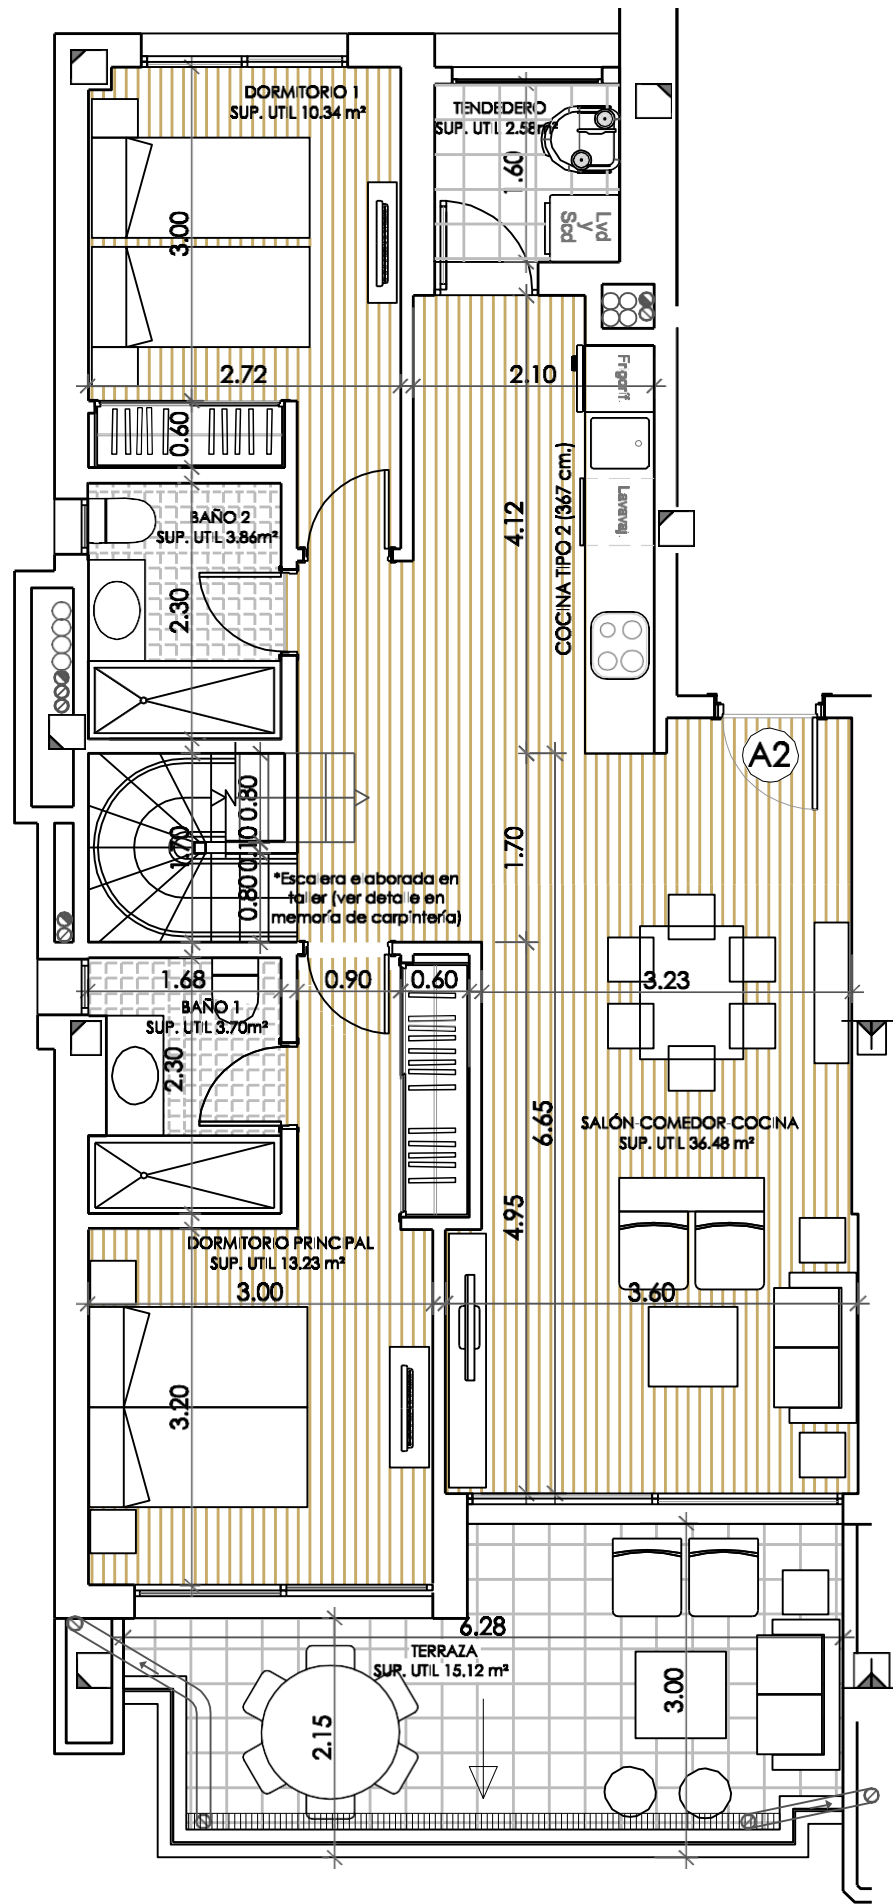 DORMITORIO 1
SUP. UTIL 10.34 m²
TENDEDERO
SUP. UTIL 2.58m²
1.60
Lvd
y
Scd
3.00
2.72
2.10
Frigorif.
0.60
COCINA TIPO 2 (367 cm.)
4.12
Lavavaj.
BAÑO 2
SUP. UTIL 3.86m²
2.30
A2
0.80
0.10
0.80
1.70
1.70
*Escalera elaborada en
taller (ver detalle en
memoria de carpintería)
1.68
0.90
0.60
3.23
BAÑO 1
SUP. UTIL 3.70m²
2.30
6.65
SALÓN-COMEDOR-COCINA
SUP. UTIL 36.48 m²
4.95
DORMITORIO PRINCIPAL
SUP. UTIL 13.23 m²
3.00
3.60
3.20
6.28
TERRAZA
SUP. UTIL 15.12 m²
3.00
2.15